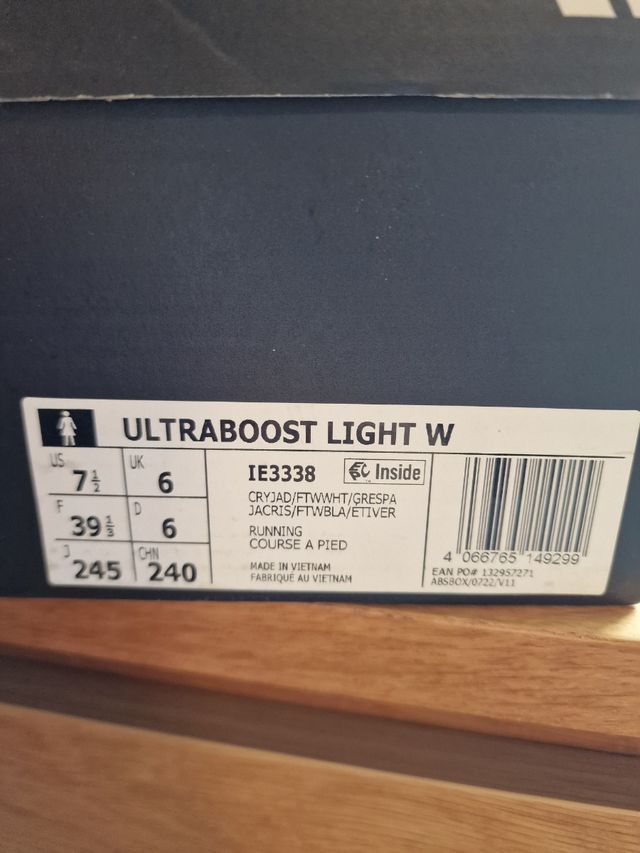 ULTRABOOST LIGHT W
US 7½ UK 6
F 39⅓ D 6
J 245 CHN 240
IE3338 Inside
CRYJAD/FTWWHT/GRESPA
JACRIS/FTWBLA/ETIVER
RUNNING
COURSE A PIED
MADE IN VIETNAM
FABRIQUÉ AU VIETNAM
4 066765 149299
EAN PO# 132957271
ABSBOX/0722/V11